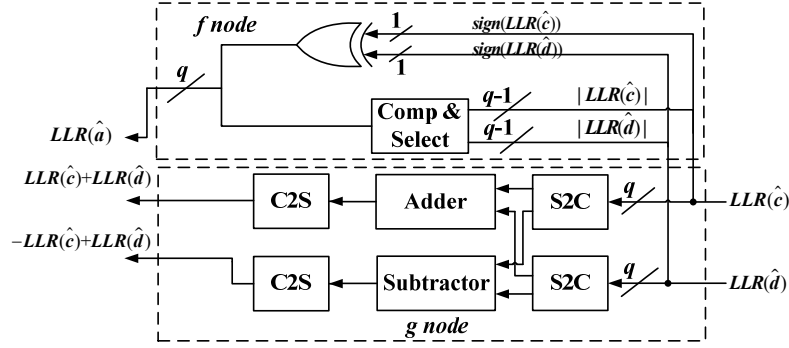 f node
1
sign(LLR(ĉ))
sign(LLR(d̂))
1
q
q-1
|LLR(ĉ)|
Comp &
Select
q-1
|LLR(d̂)|
LLR(â)
LLR(ĉ)+LLR(d̂)
C2S
Adder
S2C
q
LLR(ĉ)
−LLR(ĉ)+LLR(d̂)
C2S
Subtractor
S2C
q
LLR(d̂)
g node